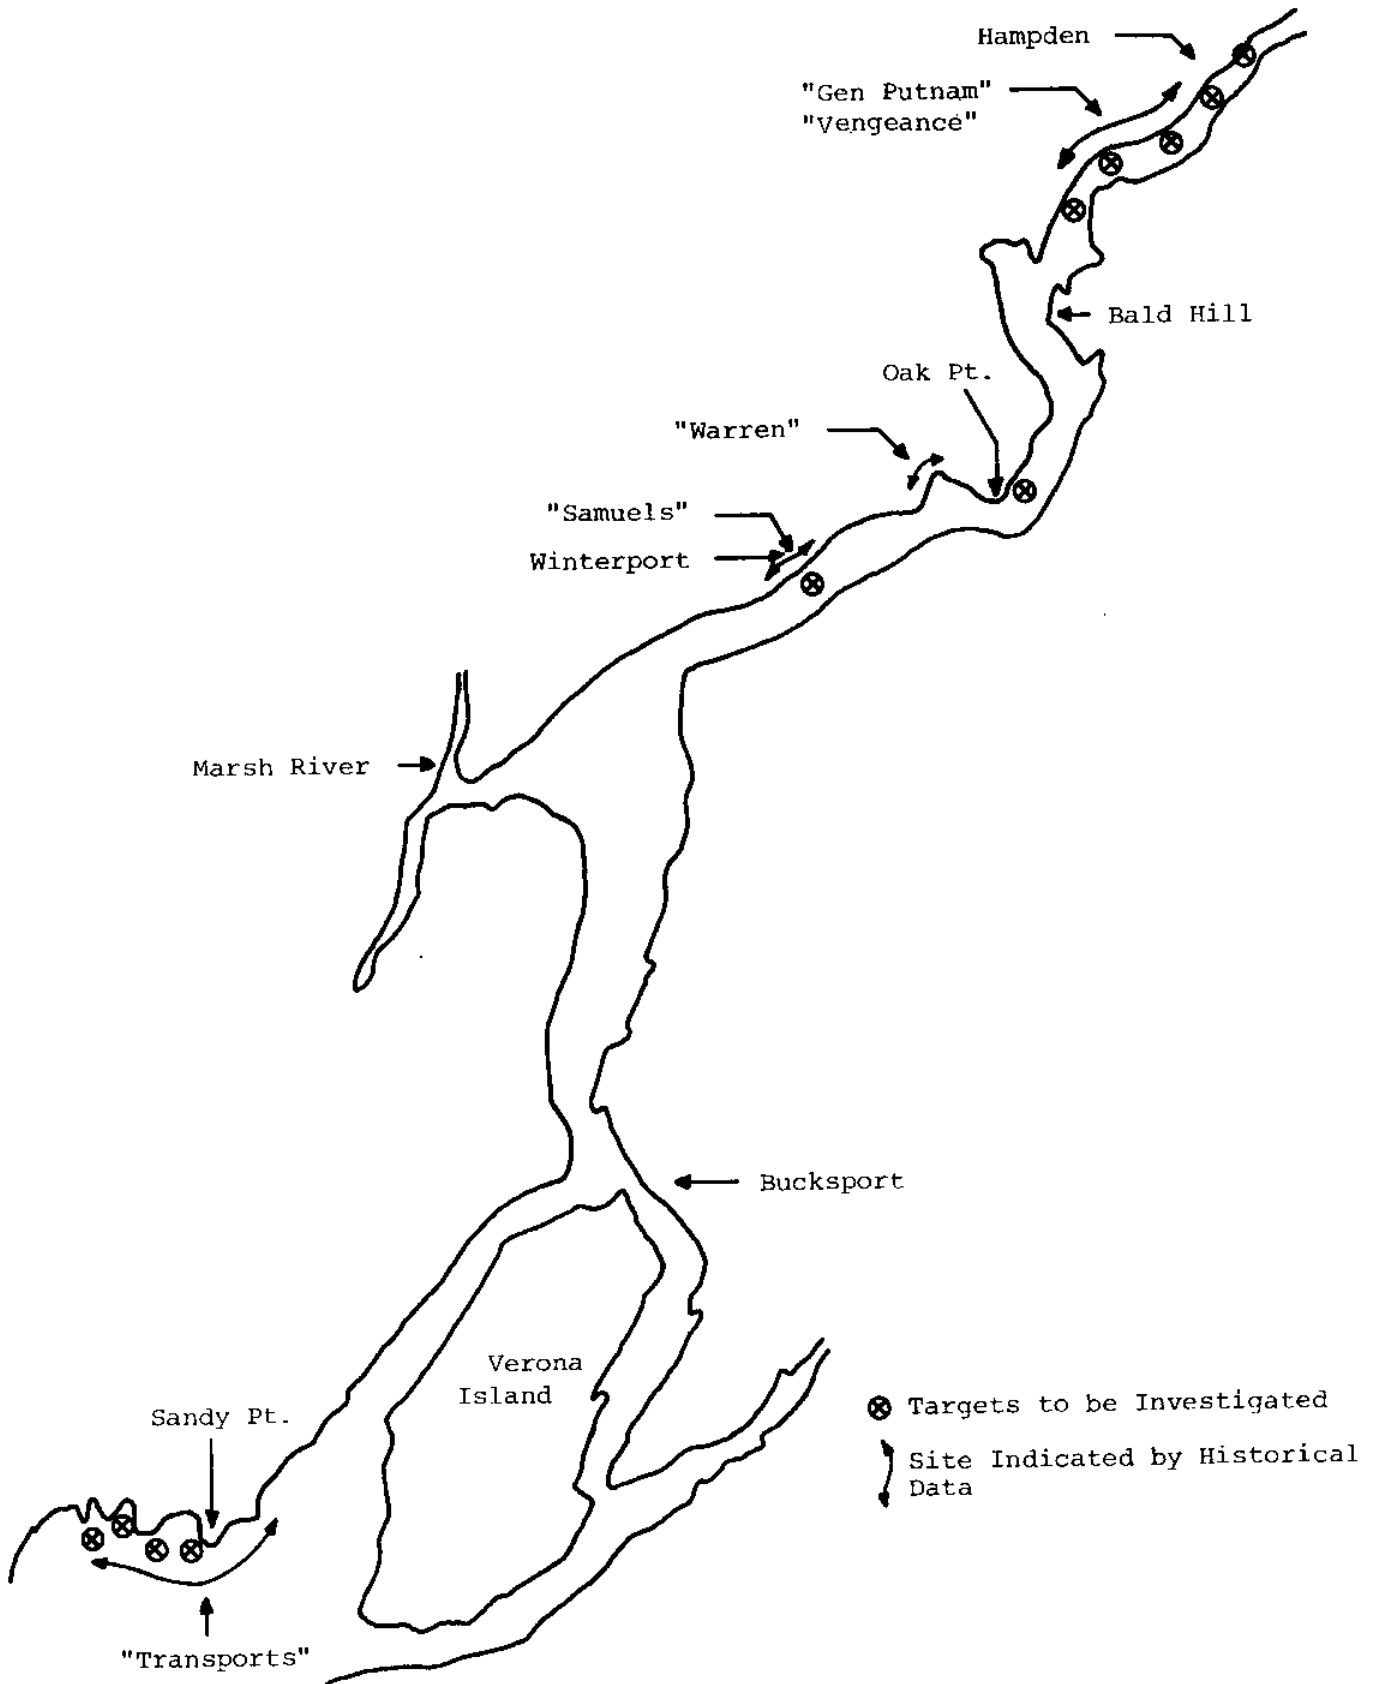 Hampden
"Gen Putnam"
"Vengeance"
Bald Hill
Oak Pt.
"Warren"
"Samuels"
Winterport
Marsh River
Bucksport
Verona
Island
Sandy Pt.
Targets to be Investigated
Site Indicated by Historical
Data
"Transports"